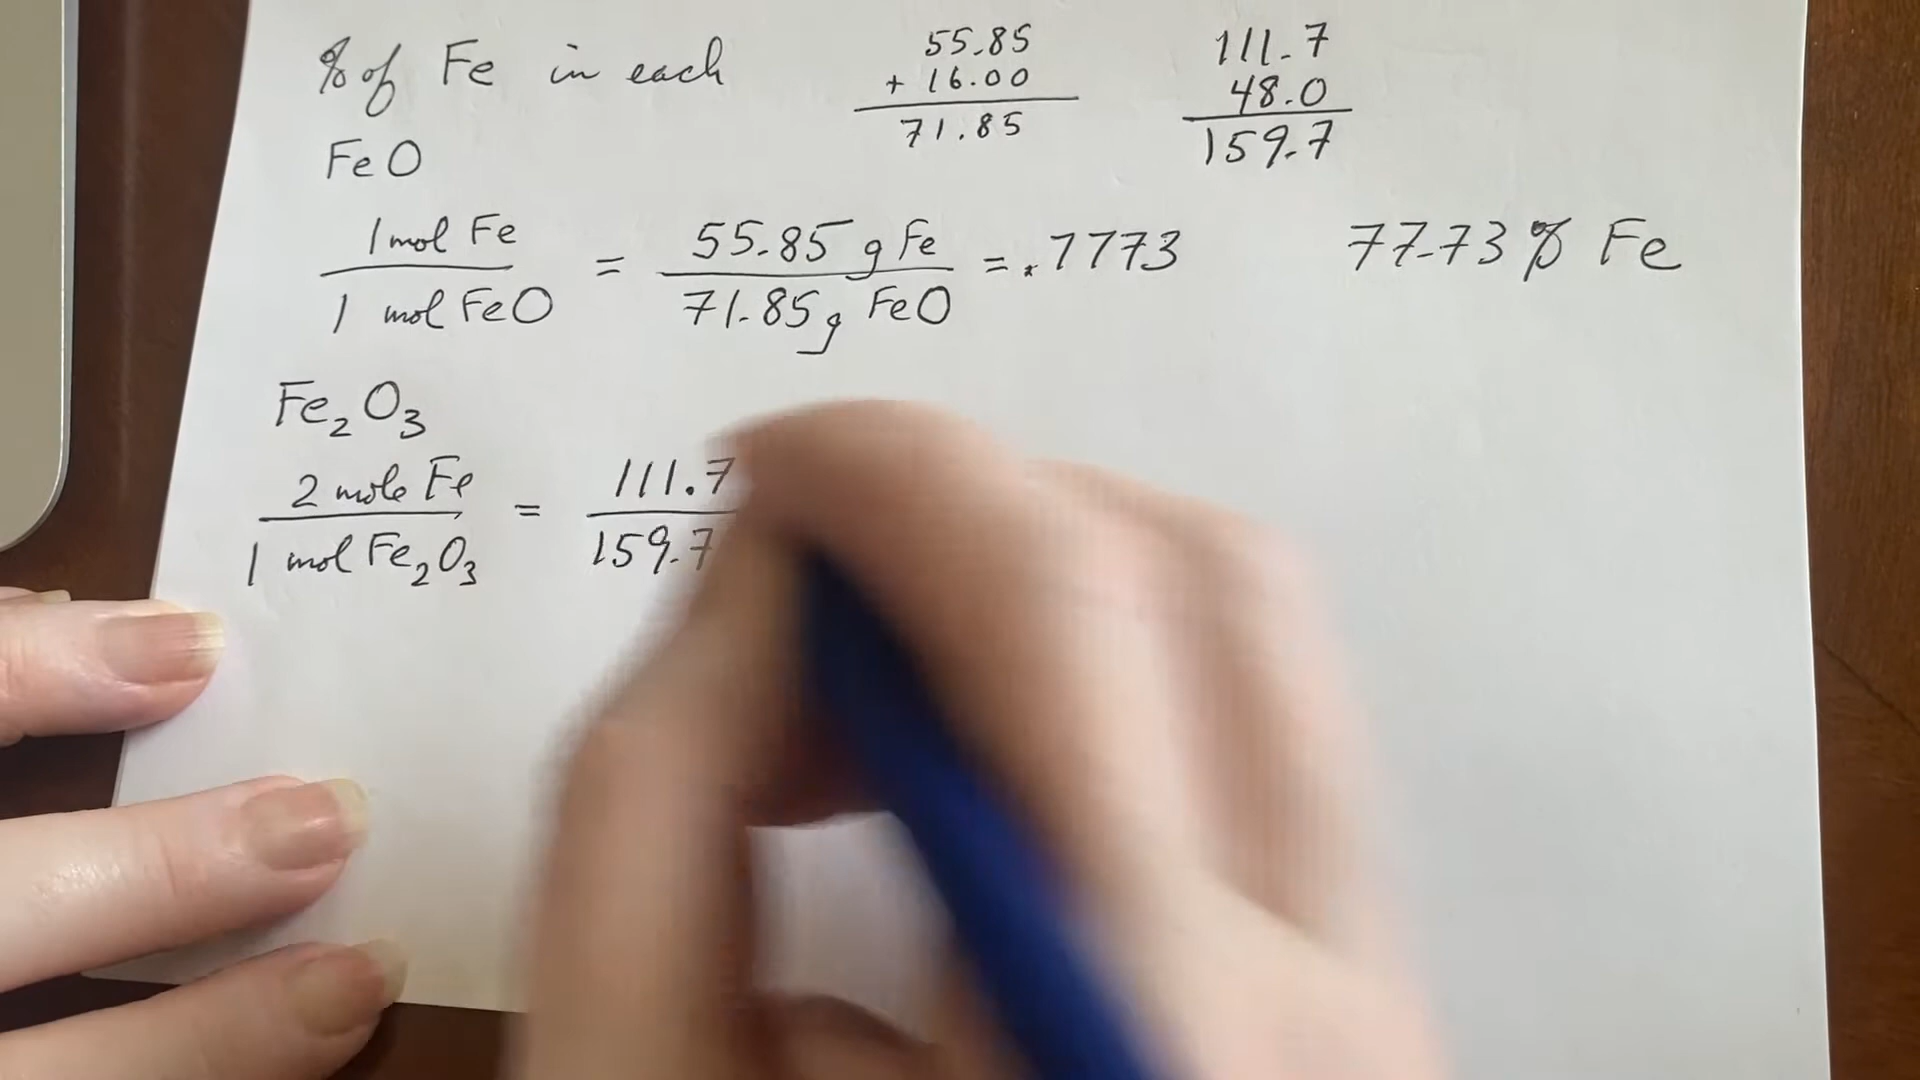 % of Fe in each
FeO
55.85
+ 16.00
71.85
111.7
48.0
159.7
1 mol Fe
1 mol FeO
=
55.85 g Fe
71.85 g FeO
= .7773
77.73 % Fe
Fe₂O₃
2 mole Fe
1 mol Fe₂O₃
=
111.7
159.7